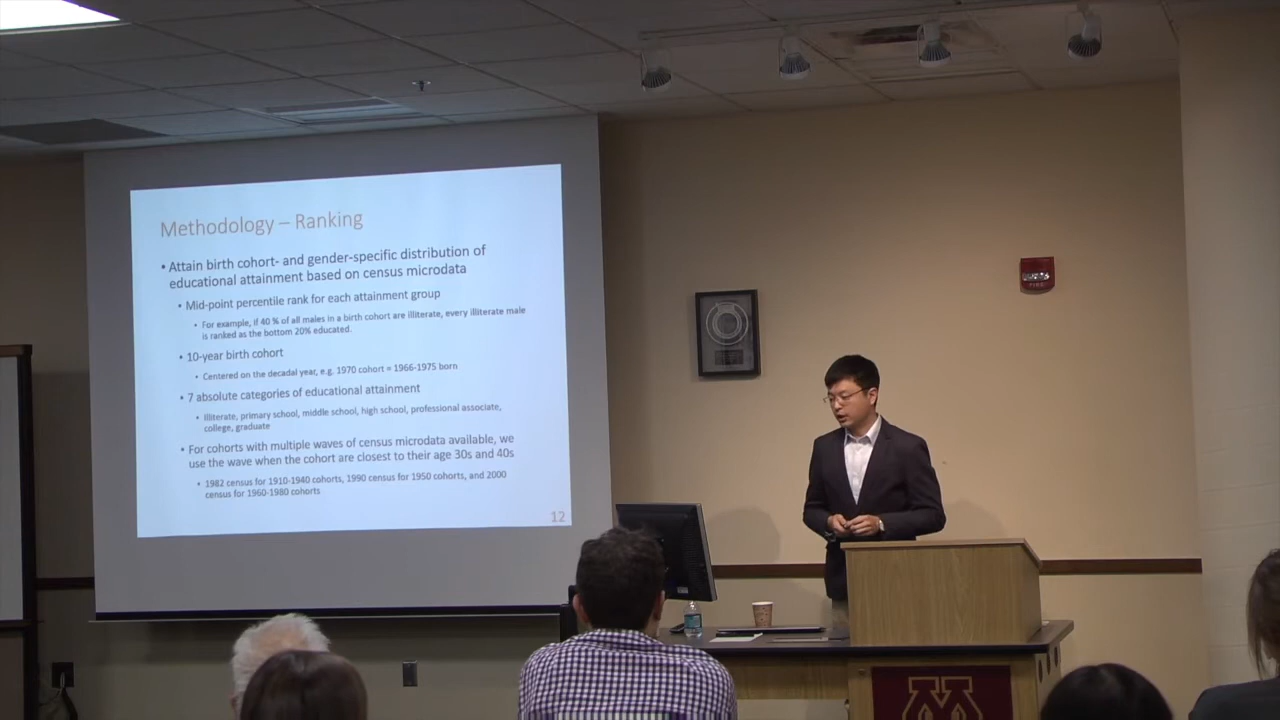 Methodology – Ranking
• Attain birth cohort- and gender-specific distribution of
educational attainment based on census microdata
• Mid-point percentile rank for each attainment group
• For example, if 40 % of all males in a birth cohort are illiterate, every illiterate male
is ranked as the bottom 20% educated.
• 10-year birth cohort
• Centered on the decadal year, e.g. 1970 cohort = 1966-1975 born
• 7 absolute categories of educational attainment
• Illiterate, primary school, middle school, high school, professional associate,
college, graduate
• For cohorts with multiple waves of census microdata available, we
use the wave when the cohort are closest to their age 30s and 40s
• 1982 census for 1910-1940 cohorts, 1990 census for 1950 cohorts, and 2000
census for 1960-1980 cohorts
12
FIRE
M